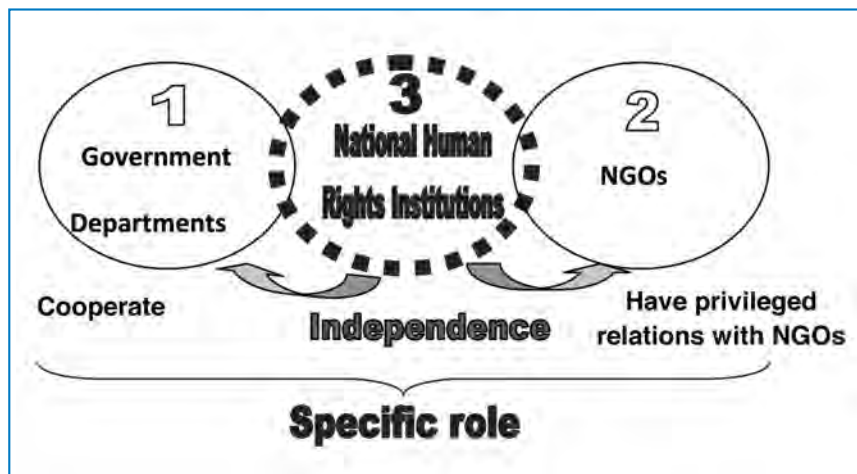 1
Government
Departments
3
National Human
Rights Institutions
2
NGOs
Cooperate
Independence
Have privileged
relations with NGOs
Specific role